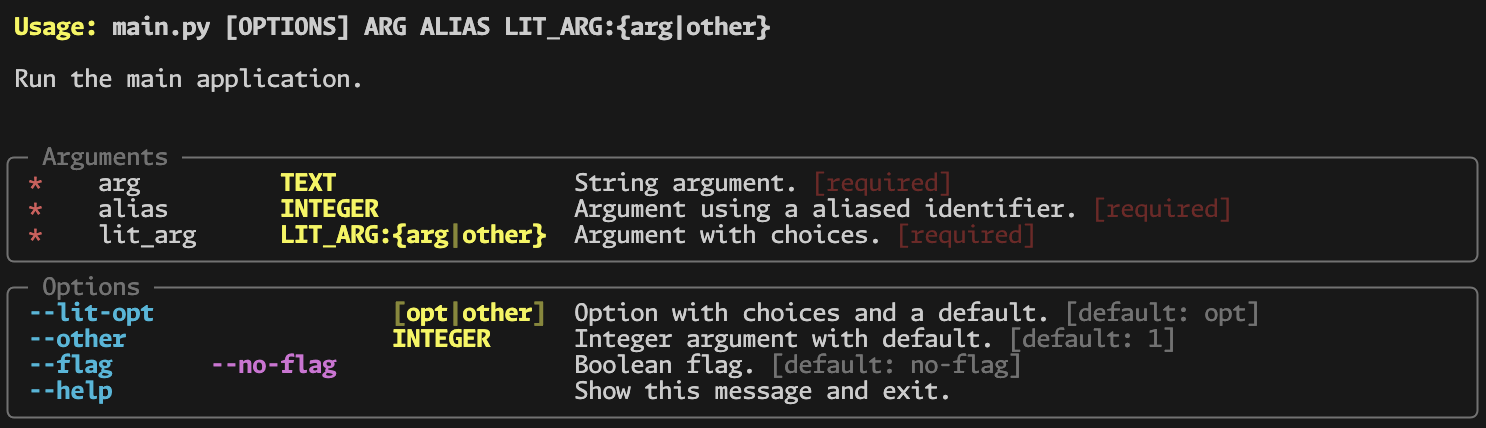 Usage: main.py [OPTIONS] ARG ALIAS LIT_ARG:{arg|other}
Run the main application.
Arguments
* arg TEXT String argument. [required]
* alias INTEGER Argument using a aliased identifier. [required]
* lit_arg LIT_ARG:{arg|other} Argument with choices. [required]
Options
--lit-opt [opt|other] Option with choices and a default. [default: opt]
--other INTEGER Integer argument with default. [default: 1]
--flag --no-flag Boolean flag. [default: no-flag]
--help Show this message and exit.